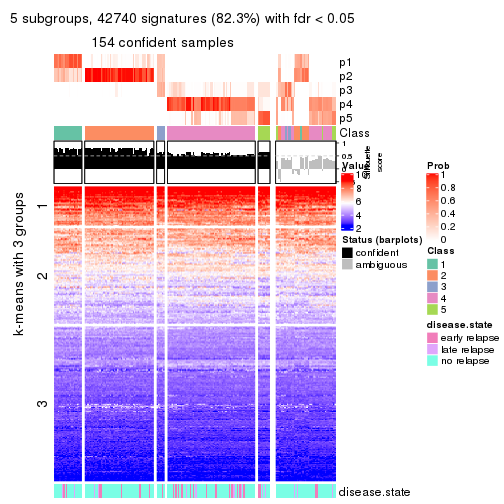 5 subgroups, 42740 signatures (82.3%) with fdr < 0.05
154 confident samples
p1
p2
p3
p4
p5
Class
1
0.5
0
Silhouette
score
k-means with 3 groups
1
2
3
disease.state
Value
10
8
6
4
2
Status (barplots)
confident
ambiguous
Prob
1
0.8
0.6
0.4
0.2
0
Class
1
2
3
4
5
disease.state
early relapse
late relapse
no relapse